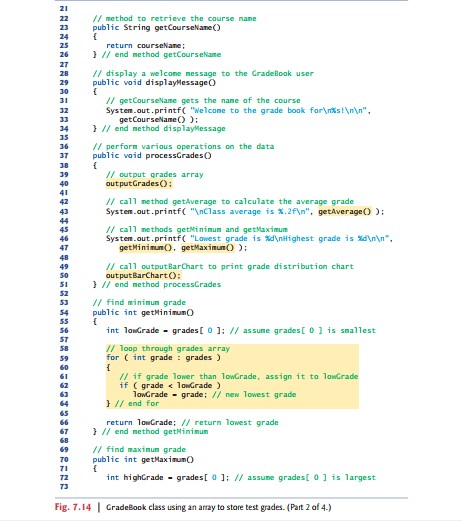 21
22 // method to retrieve the course name
23 public String getCourseName()
24 {
25 return courseName;
26 } // end method getCourseName
27
28 // display a welcome message to the GradeBook user
29 public void displayMessage()
30 {
31 // getCourseName gets the name of the course
32 System.out.printf( "Welcome to the grade book for\n%s!\n\n",
33 getCourseName() );
34 } // end method displayMessage
35
36 // perform various operations on the data
37 public void processGrades()
38 {
39 // output grades array
40 outputGrades();
41
42 // call method getAverage to calculate the average grade
43 System.out.printf( "\nClass average is %.2f\n", getAverage() );
44
45 // call methods getMinimum and getMaximum
46 System.out.printf( "Lowest grade is %d\nHighest grade is %d\n\n",
47 getMinimum(), getMaximum() );
48
49 // call outputBarChart to print grade distribution chart
50 outputBarChart();
51 } // end method processGrades
52
53 // find minimum grade
54 public int getMinimum()
55 {
56 int lowGrade = grades[ 0 ]; // assume grades[ 0 ] is smallest
57
58 // loop through grades array
59 for ( int grade : grades )
60 {
61 // if grade lower than lowGrade, assign it to lowGrade
62 if ( grade < lowGrade )
63 lowGrade = grade; // new lowest grade
64 } // end for
65
66 return lowGrade; // return lowest grade
67 } // end method getMinimum
68
69 // find maximum grade
70 public int getMaximum()
71 {
72 int highGrade = grades[ 0 ]; // assume grades[ 0 ] is largest
73
Fig. 7.14 | GradeBook class using an array to store test grades. (Part 2 of 4.)